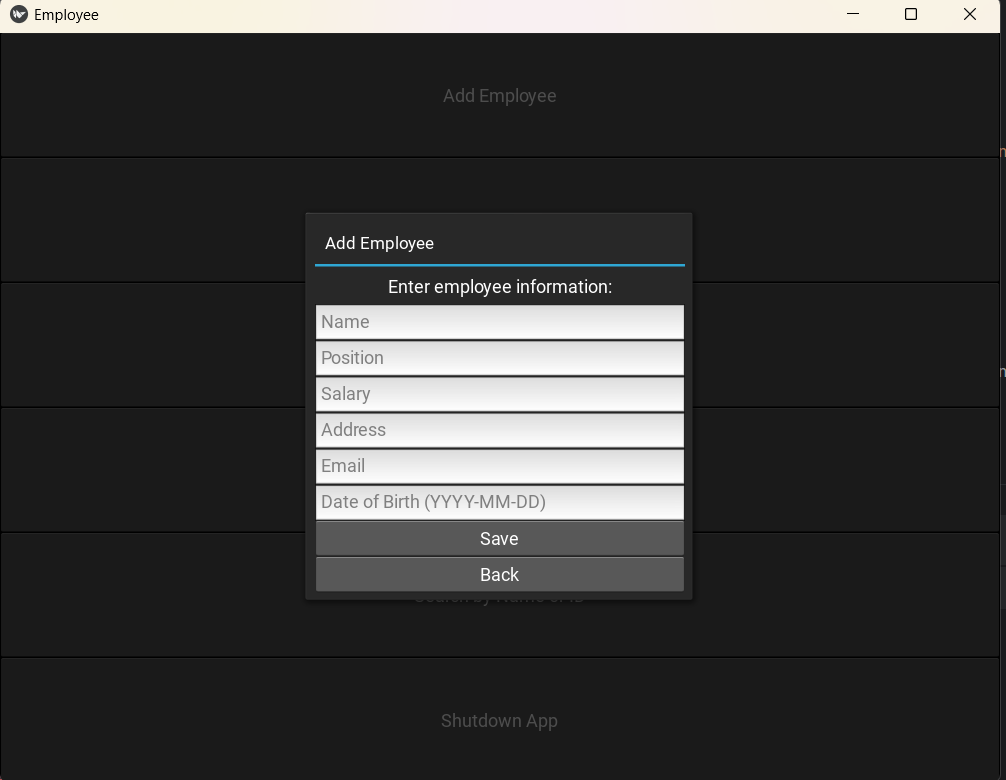 Employee
Add Employee
Add Employee
Enter employee information:
Name
Position
Salary
Address
Email
Date of Birth (YYYY-MM-DD)
Save
Back
Shutdown App